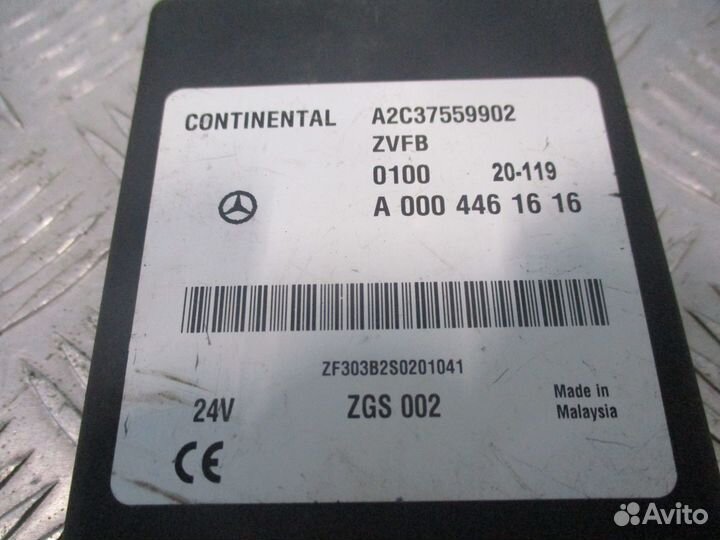 CONTINENTAL A2C37559902
ZVFB
0100 20-119
A 000 446 16 16
ZF303B2S0201041
24V ZGS 002 Made in
Malaysia
CE
Avito